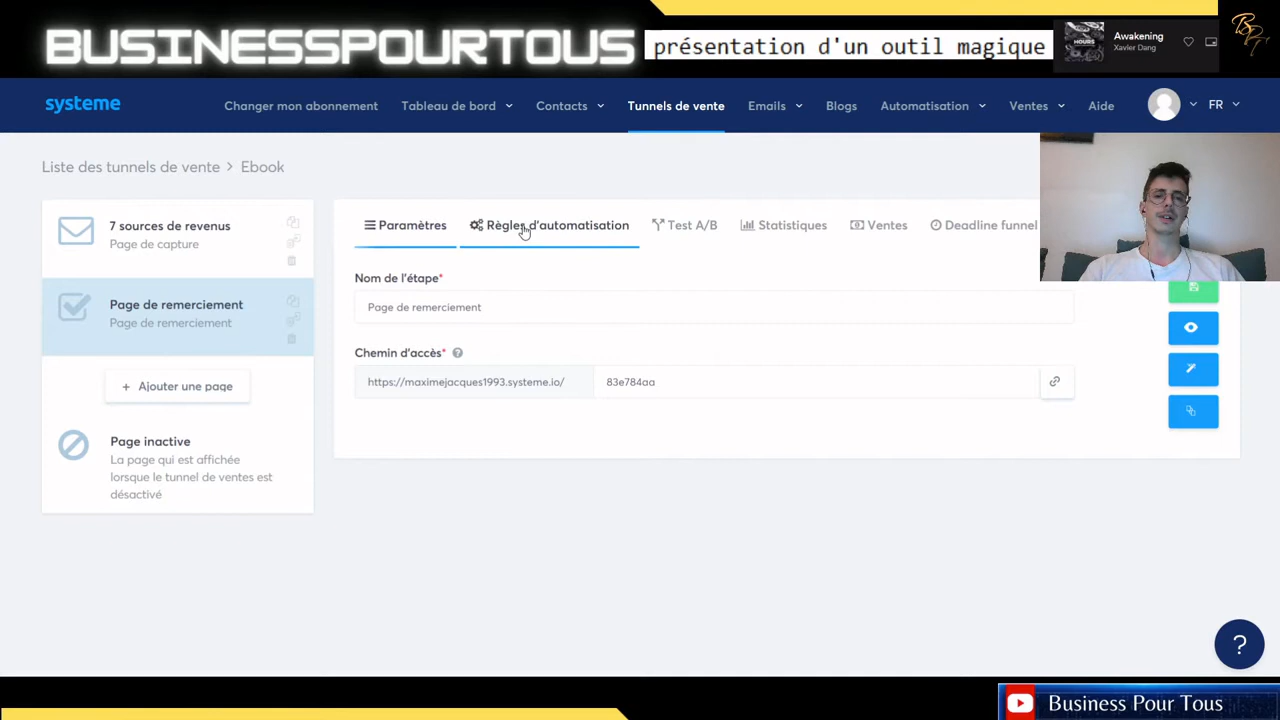 BUSINESSPOURTOUS
présentation d'un outil magique
HOURS
Awakening
Xavier Dang
systeme
Changer mon abonnement
Tableau de bord
Contacts
Tunnels de vente
Emails
Blogs
Automatisation
Ventes
Aide
FR
Liste des tunnels de vente > Ebook
7 sources de revenus
Page de capture
Page de remerciement
Page de remerciement
+ Ajouter une page
Page inactive
La page qui est affichée
lorsque le tunnel de ventes est
désactivé
Paramètres
Règles d'automatisation
Test A/B
Statistiques
Ventes
Deadline funnel
Nom de l'étape*
Page de remerciement
Chemin d'accès* ?
https://maximejacques1993.systeme.io/
83e784aa
?
Business Pour Tous